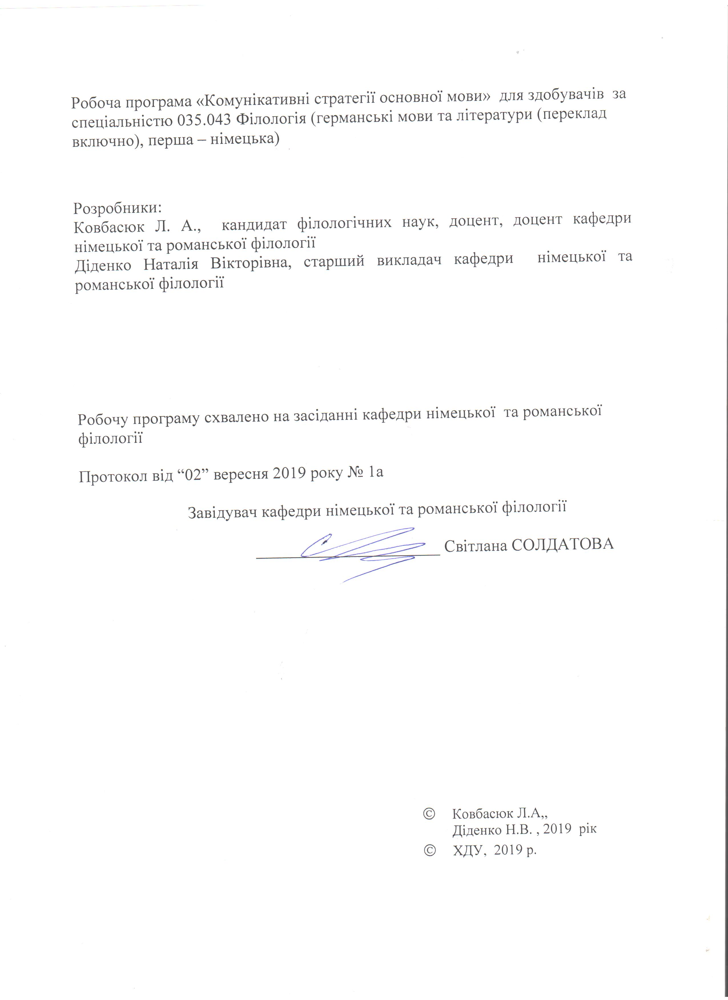 Робоча програма «Комунікативні стратегії основної мови» для здобувачів за
спеціальністю 035.043 Філологія (германські мови та літератури (переклад
включно), перша – німецька)
Розробники:
Ковбасюк Л. А., кандидат філологічних наук, доцент, доцент кафедри
німецької та романської філології
Діденко Наталія Вікторівна, старший викладач кафедри німецької та
романської філології
Робочу програму схвалено на засіданні кафедри німецької та романської
філології
Протокол від “02” вересня 2019 року № 1а
Завідувач кафедри німецької та романської філології
Світлана СОЛДАТОВА
© Ковбасюк Л.А,,
Діденко Н.В. , 2019 рік
© ХДУ, 2019 р.